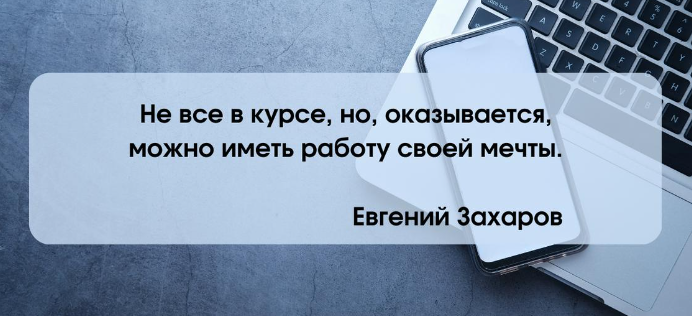 Не все в курсе, но, оказывается,
можно иметь работу своей мечты.
Евгений Захаров